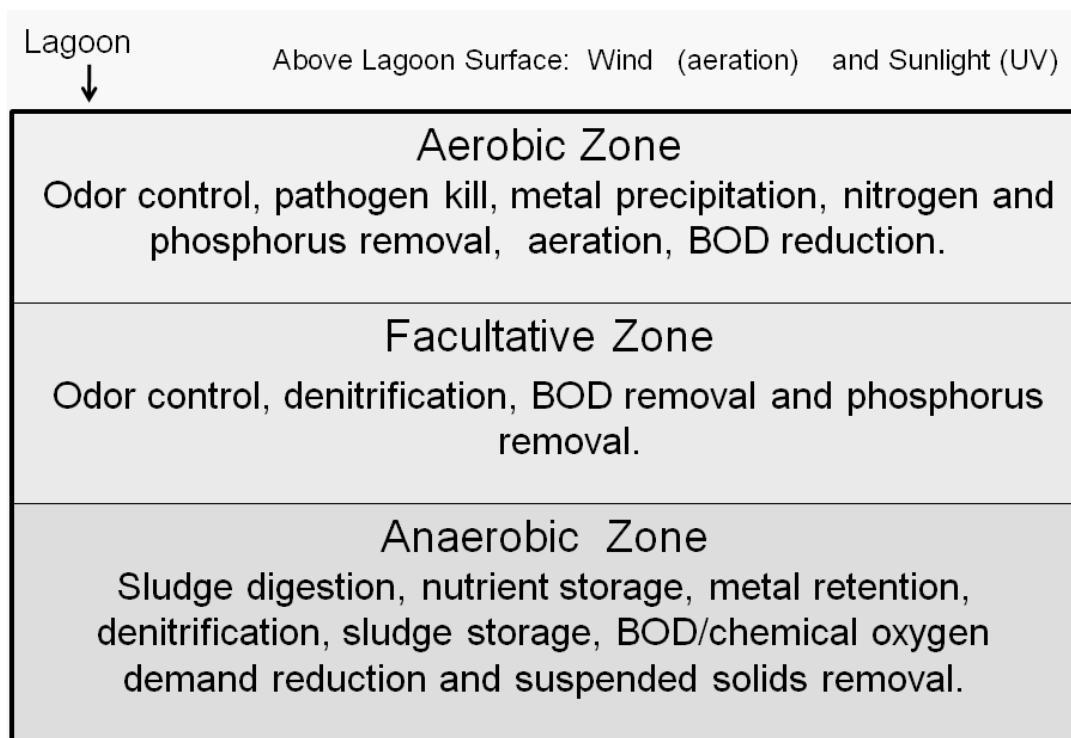 Lagoon
Above Lagoon Surface: Wind (aeration) and Sunlight (UV)
Aerobic Zone
Odor control, pathogen kill, metal precipitation, nitrogen and
phosphorus removal, aeration, BOD reduction.
Facultative Zone
Odor control, denitrification, BOD removal and phosphorus
removal.
Anaerobic Zone
Sludge digestion, nutrient storage, metal retention,
denitrification, sludge storage, BOD/chemical oxygen
demand reduction and suspended solids removal.